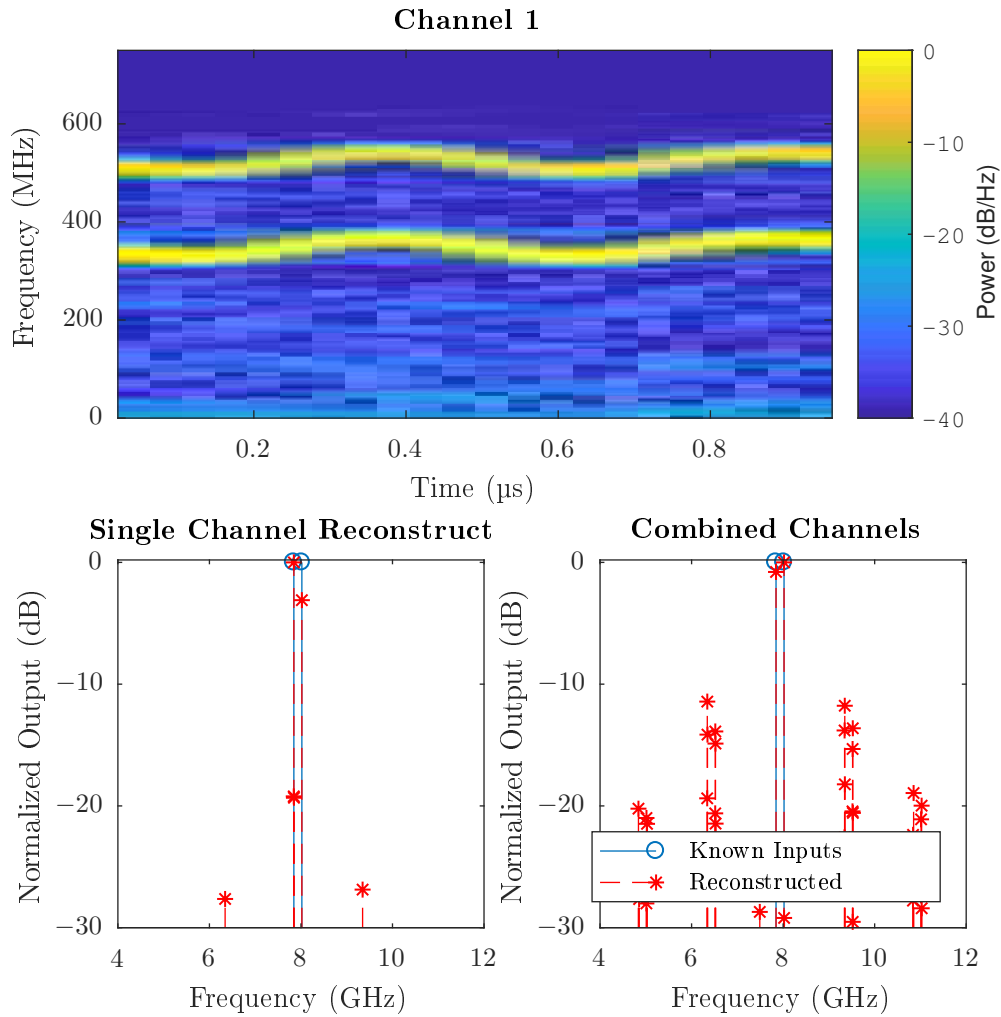 Channel 1
Frequency (MHz)
600
400
200
0
0.2
0.4
0.6
0.8
Time (µs)
0
-10
-20
-30
-40
Power (dB/Hz)
Single Channel Reconstruct
Normalized Output (dB)
0
−10
−20
−30
4
6
8
10
12
Frequency (GHz)
Combined Channels
Normalized Output (dB)
0
−10
−20
−30
Known Inputs
Reconstructed
4
6
8
10
12
Frequency (GHz)